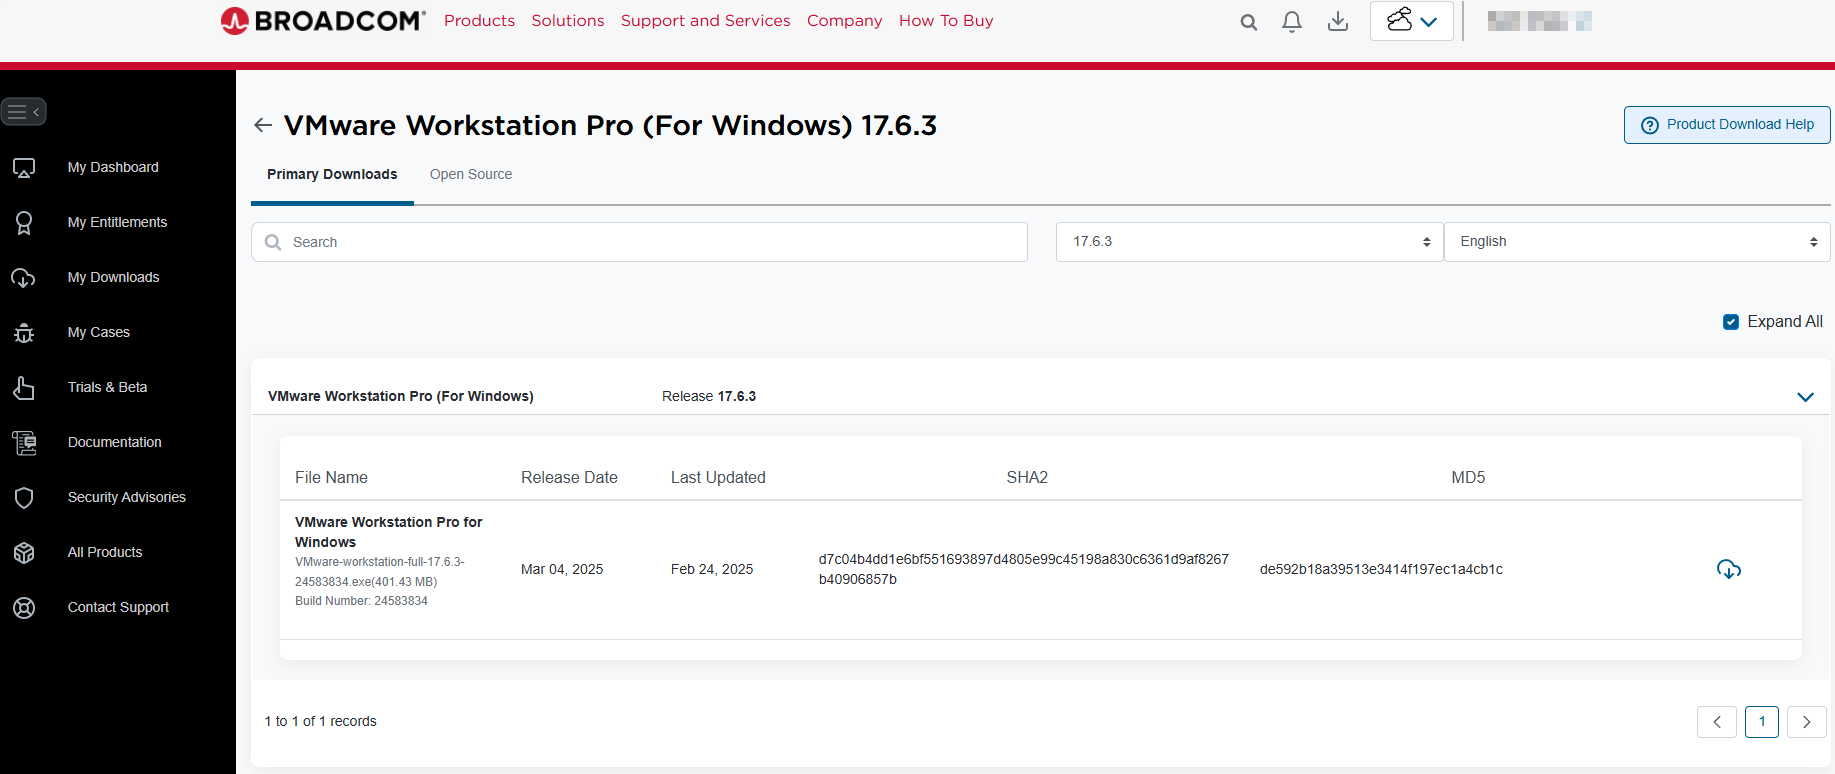 BROADCOM®
Products Solutions Support and Services Company How To Buy
VMware Workstation Pro (For Windows) 17.6.3
Product Download Help
My Dashboard
My Entitlements
My Downloads
My Cases
Trials & Beta
Documentation
Security Advisories
All Products
Contact Support
Primary Downloads Open Source
Search
17.6.3
English
Expand All
VMware Workstation Pro (For Windows) Release 17.6.3
File Name Release Date Last Updated SHA2 MD5
VMware Workstation Pro for
Windows
VMware-workstation-full-17.6.3-
24583834.exe(401.43 MB)
Build Number: 24583834
Mar 04, 2025
Feb 24, 2025
d7c04b4dd1e6bf551693897d4805e99c45198a830c6361d9af8267
b40906857b
de592b18a39513e3414f197ec1a4cb1c
1 to 1 of 1 records
1